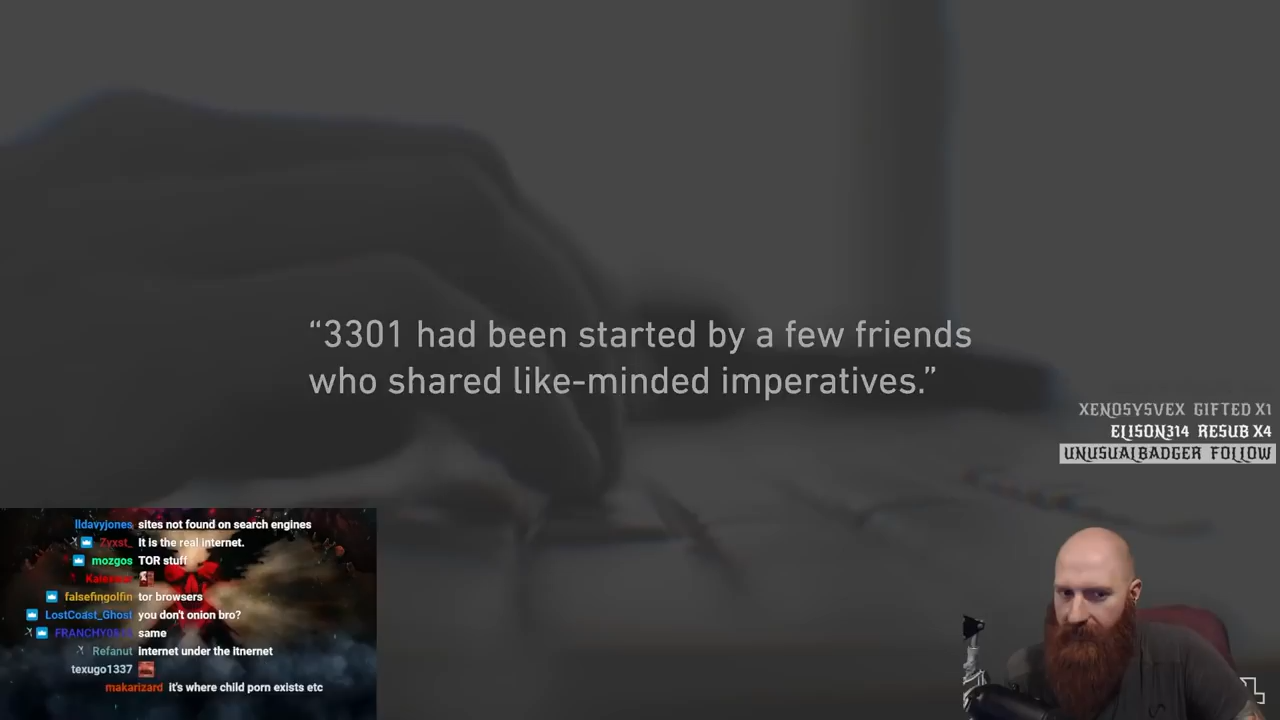 “3301 had been started by a few friends
who shared like-minded imperatives.”
XENOSYSVEX GIFTED X1
ELISON314 RESUB X4
UNUSUALBADGER FOLLOW
lldavyjones sites not found on search engines
Zyxst_ It is the real internet.
mozgos TOR stuff
falsefingolfin tor browsers
LostCoast_Ghost you don't onion bro?
same
Refanut internet under the itnernet
texugo1337
makarizard it's where child porn exists etc